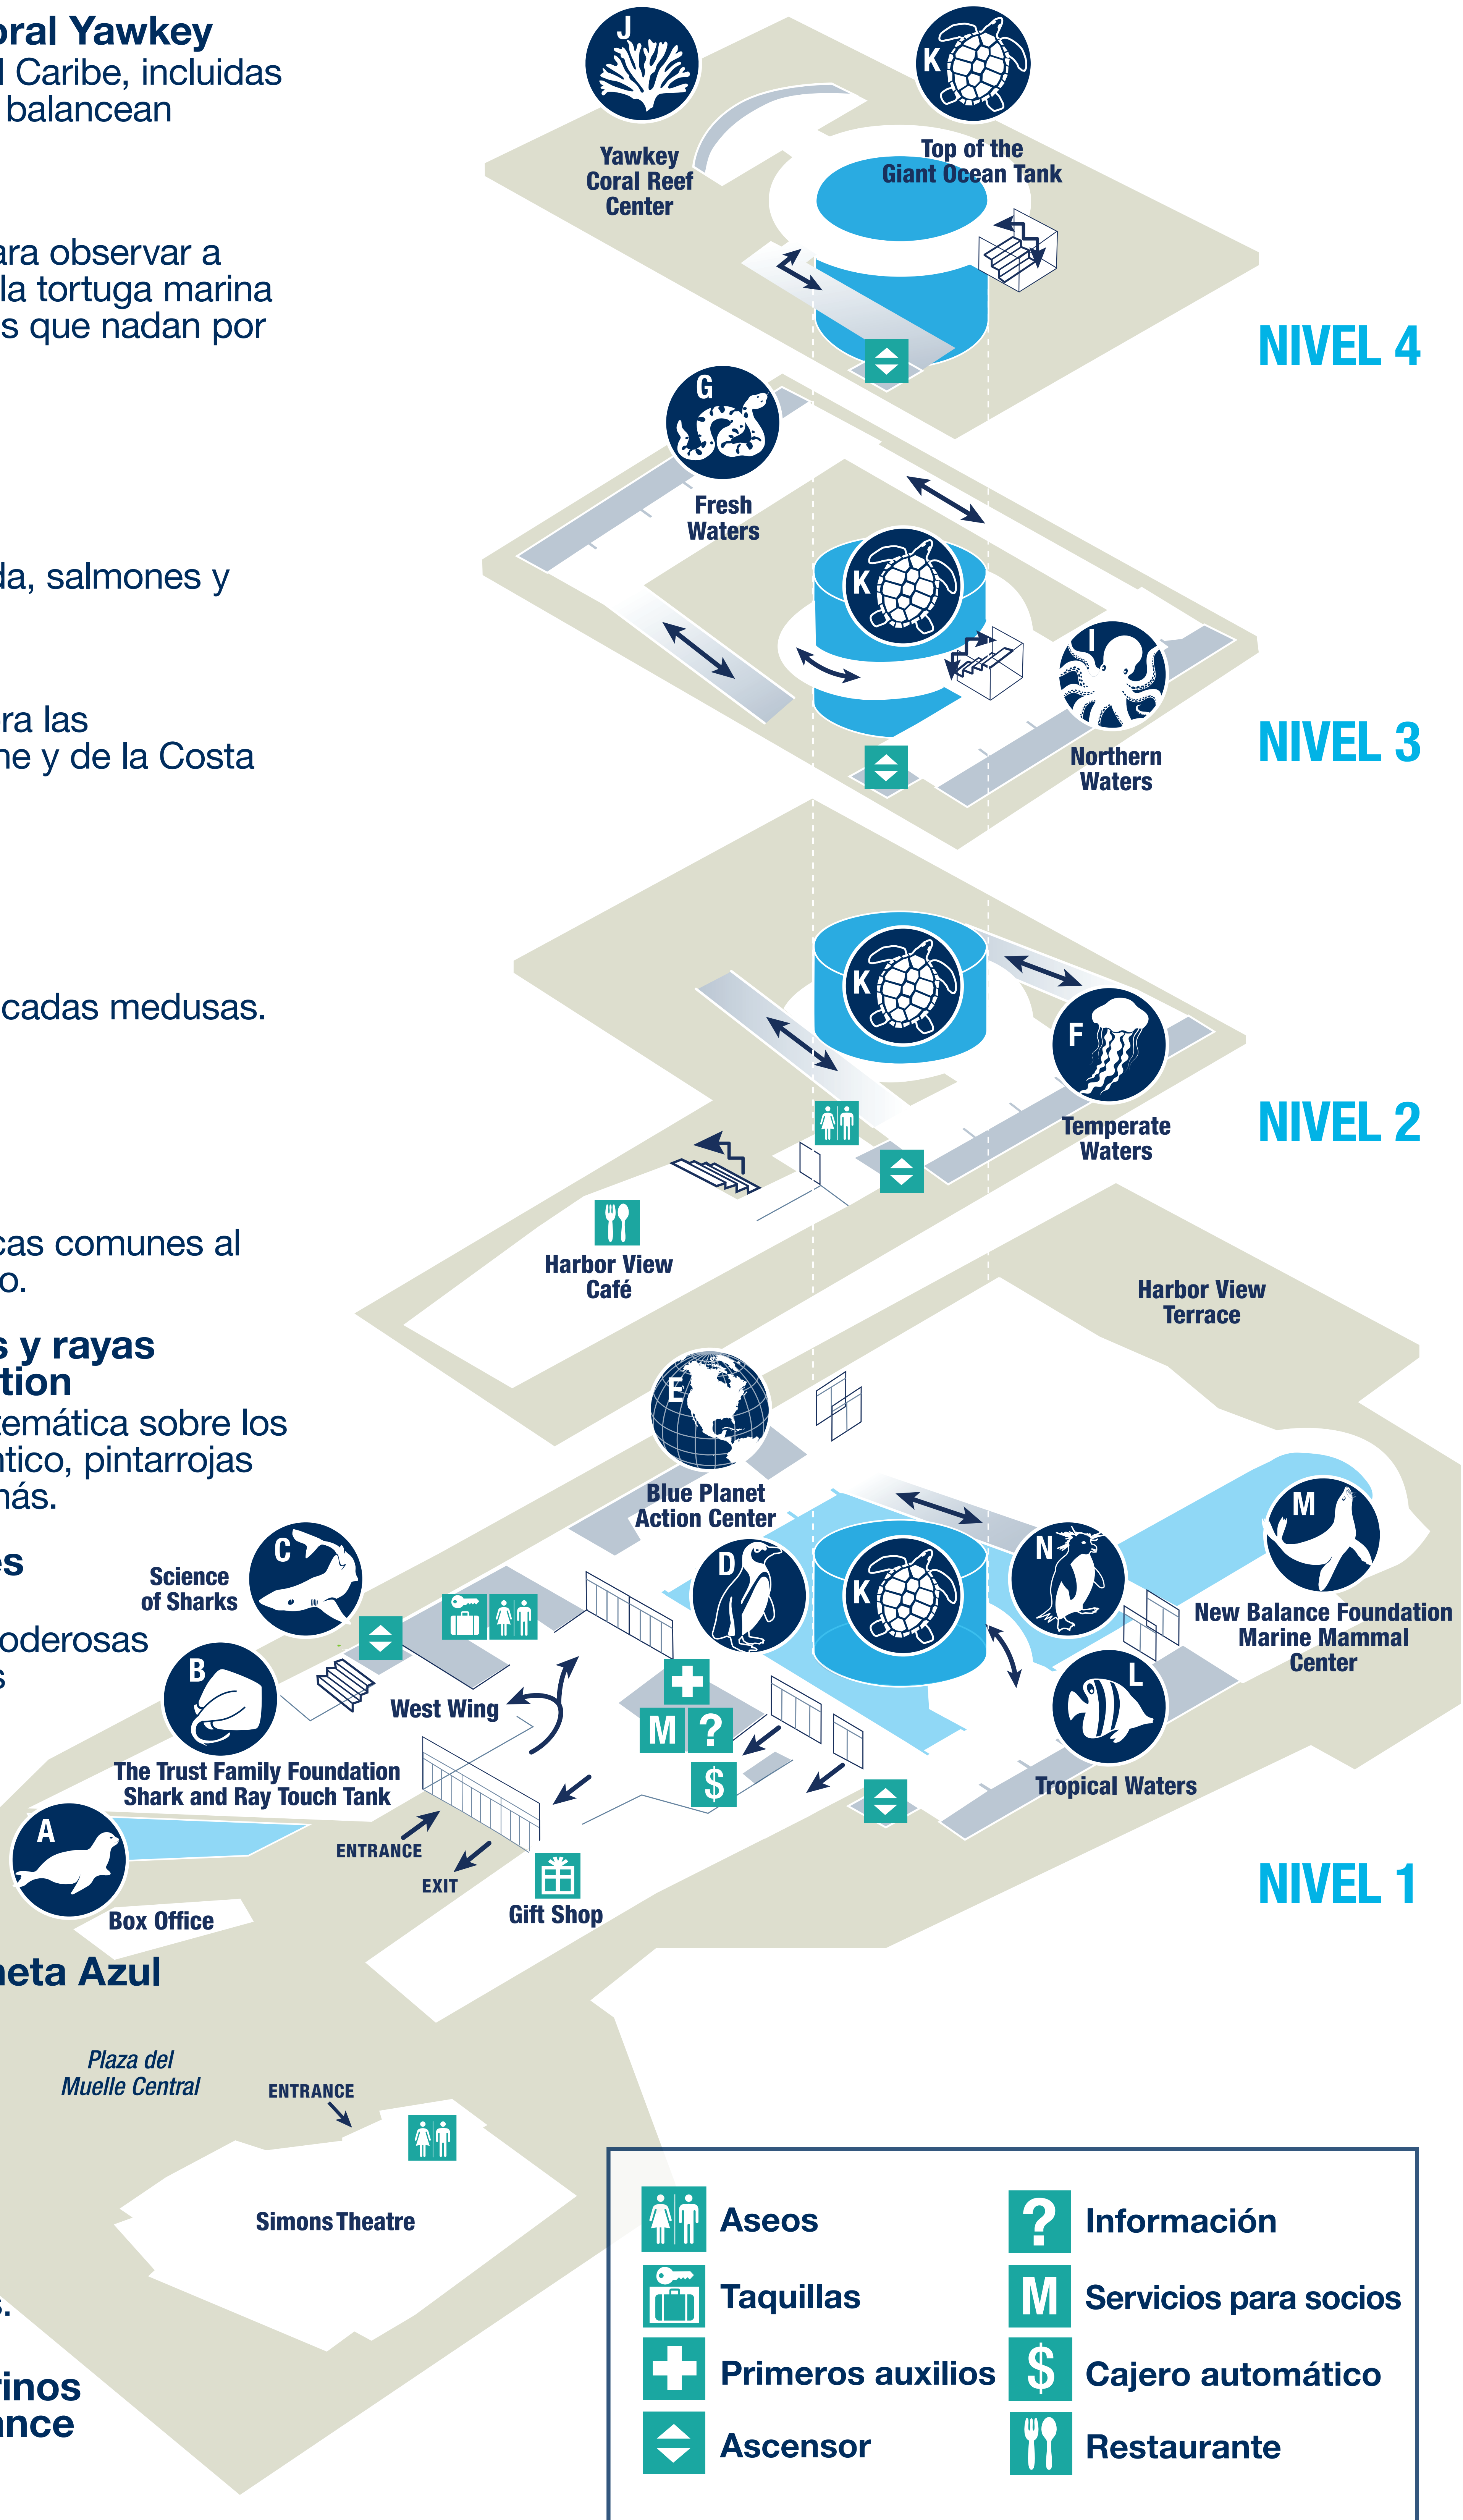 oral Yawkey
l Caribe, incluidas
balancean
ara observar a
la tortuga marina
s que nadan por
da, salmones y
ra las
ne y de la Costa
cadas medusas.
cas comunes al
o.
s y rayas
tion
temática sobre los
ntico, pintarrojas
más.
es
oderosas
s
neta Azul
s.
rinos
ance
J
Yawkey
Coral Reef
Center
K
Top of the
Giant Ocean Tank
NIVEL 4
G
Fresh
Waters
K
I
Northern
Waters
NIVEL 3
K
F
Temperate
Waters
NIVEL 2
Harbor View
Café
Harbor View
Terrace
E
Blue Planet
Action Center
C
Science
of Sharks
D
K
N
M
New Balance Foundation
Marine Mammal
Center
B
The Trust Family Foundation
Shark and Ray Touch Tank
West Wing
M
?
$
L
Tropical Waters
A
Box Office
ENTRANCE
EXIT
Gift Shop
NIVEL 1
Plaza del
Muelle Central
ENTRANCE
Simons Theatre
Aseos
Taquillas
Primeros auxilios
Ascensor
? Información
M Servicios para socios
$ Cajero automático
Restaurante